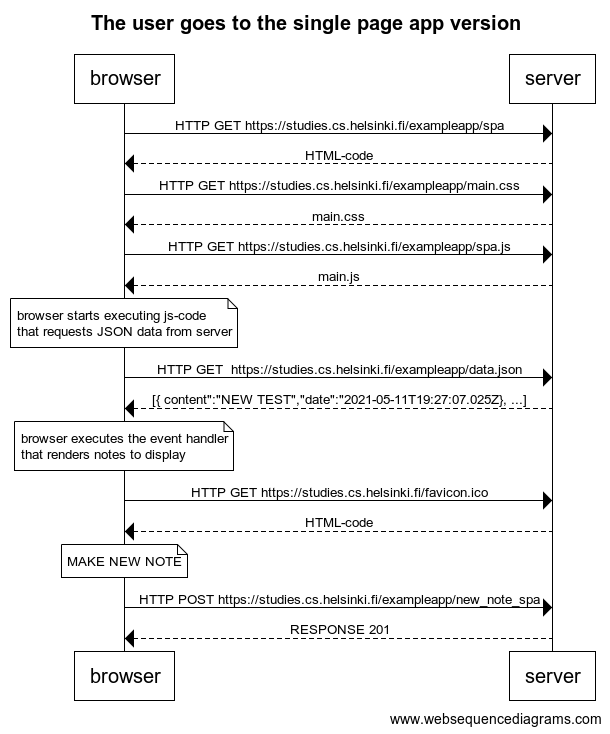 The user goes to the single page app version
browser
server
HTTP GET https://studies.cs.helsinki.fi/exampleapp/spa
HTML-code
HTTP GET https://studies.cs.helsinki.fi/exampleapp/main.css
main.css
HTTP GET https://studies.cs.helsinki.fi/exampleapp/spa.js
main.js
browser starts executing js-code
that requests JSON data from server
HTTP GET  https://studies.cs.helsinki.fi/exampleapp/data.json
[{ content":"NEW TEST","date":"2021-05-11T19:27:07.025Z}, ...]
browser executes the event handler
that renders notes to display
HTTP GET https://studies.cs.helsinki.fi/favicon.ico
HTML-code
MAKE NEW NOTE
HTTP POST https://studies.cs.helsinki.fi/exampleapp/new_note_spa
RESPONSE 201
browser
server
www.websequencediagrams.com